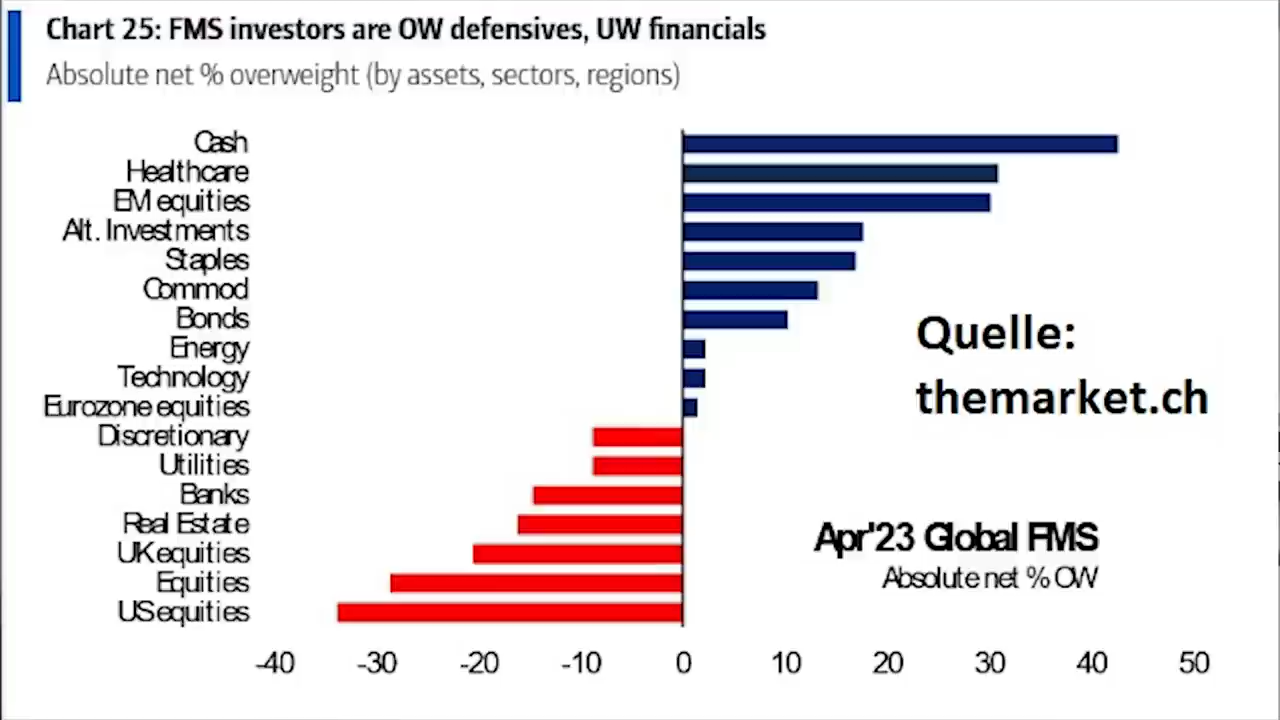 Chart 25: FMS investors are OW defensives, UW financials
Absolute net % overweight (by assets, sectors, regions)
Cash
Healthcare
EM equities
Alt. Investments
Staples
Commod
Bonds
Energy
Technology
Eurozone equities
Discretionary
Utilities
Banks
Real Estate
UK equities
Equities
US equities
Quelle:
themarket.ch
Apr'23 Global FMS
Absolute net % OW
-40 -30 -20 -10 0 10 20 30 40 50